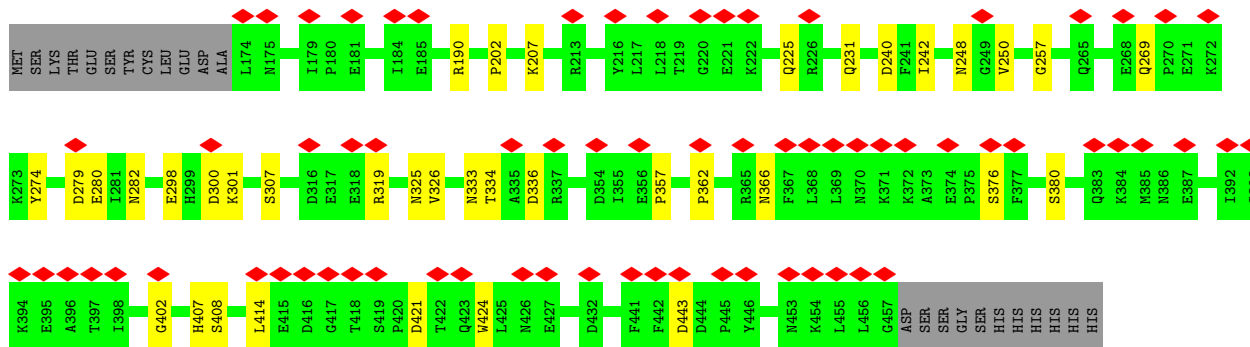 MET SER LYS THR GLU SER TYR CYS LEU GLU ASP ALA L174 N175 I179 P180 E181 I184 E185 R190 P202 K207 R213 Y216 L217 L218 T219 G220 E221 K222 Q225 R226 Q231 D240 F241 I242 N248 G249 V250 G257 Q265 E268 Q269 P270 E271 K272
K273 Y274 D279 E280 I281 N282 E298 H299 D300 K301 S307 D316 E317 E318 R319 N325 V326 N333 T334 A335 D336 R337 D354 I355 E356 P357 P362 R365 N366 F367 L368 L369 N370 K371 K372 A373 E374 P375 S376 F377 S380 Q383 K384 M385 N386 E387 I392
K394 E395 A396 T397 I398 G402 H407 S408 L414 E415 D416 G417 T418 S419 P420 D421 T422 Q423 W424 L425 N426 E427 D432 F441 F442 D443 D444 P445 Y446 N453 K454 L455 L456 G457 ASP SER SER GLY SER HIS HIS HIS HIS HIS HIS